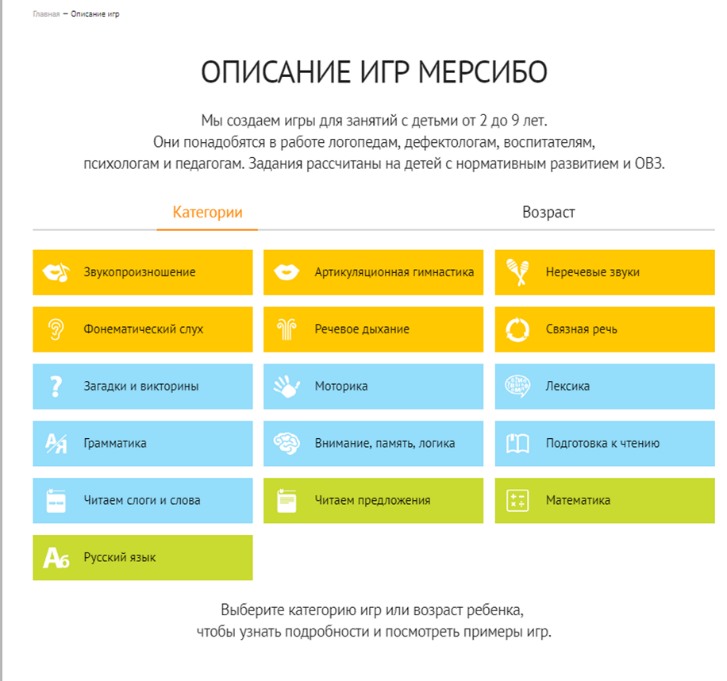 Главная — Описание игр
ОПИСАНИЕ ИГР МЕРСИБО
Мы создаем игры для занятий с детьми от 2 до 9 лет.
Они понадобятся в работе логопедам, дефектологам, воспитателям,
психологам и педагогам. Задания рассчитаны на детей с нормативным развитием и ОВЗ.
Категории
Возраст
Звукопроизношение
Артикуляционная гимнастика
Неречевые звуки
Фонематический слух
Речевое дыхание
Связная речь
Загадки и викторины
Моторика
Лексика
Грамматика
Внимание, память, логика
Подготовка к чтению
Читаем слоги и слова
Читаем предложения
Математика
Русский язык
Выберите категорию игр или возраст ребенка,
чтобы узнать подробности и посмотреть примеры игр.